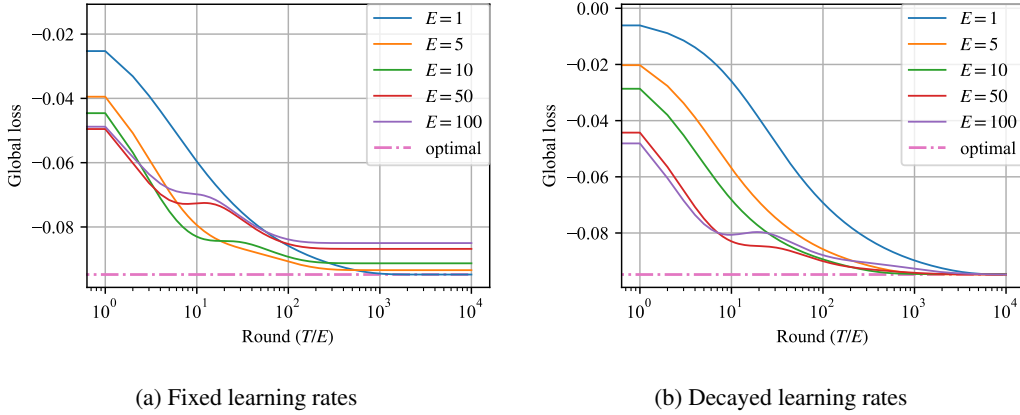 −0.02
−0.04
−0.06
−0.08
Global loss
10^0
10^1
10^2
10^3
10^4
Round (T/E)
E = 1
E = 5
E = 10
E = 50
E = 100
optimal
(a) Fixed learning rates
0.00
−0.02
−0.04
−0.06
−0.08
Global loss
10^0
10^1
10^2
10^3
10^4
Round (T/E)
E = 1
E = 5
E = 10
E = 50
E = 100
optimal
(b) Decayed learning rates